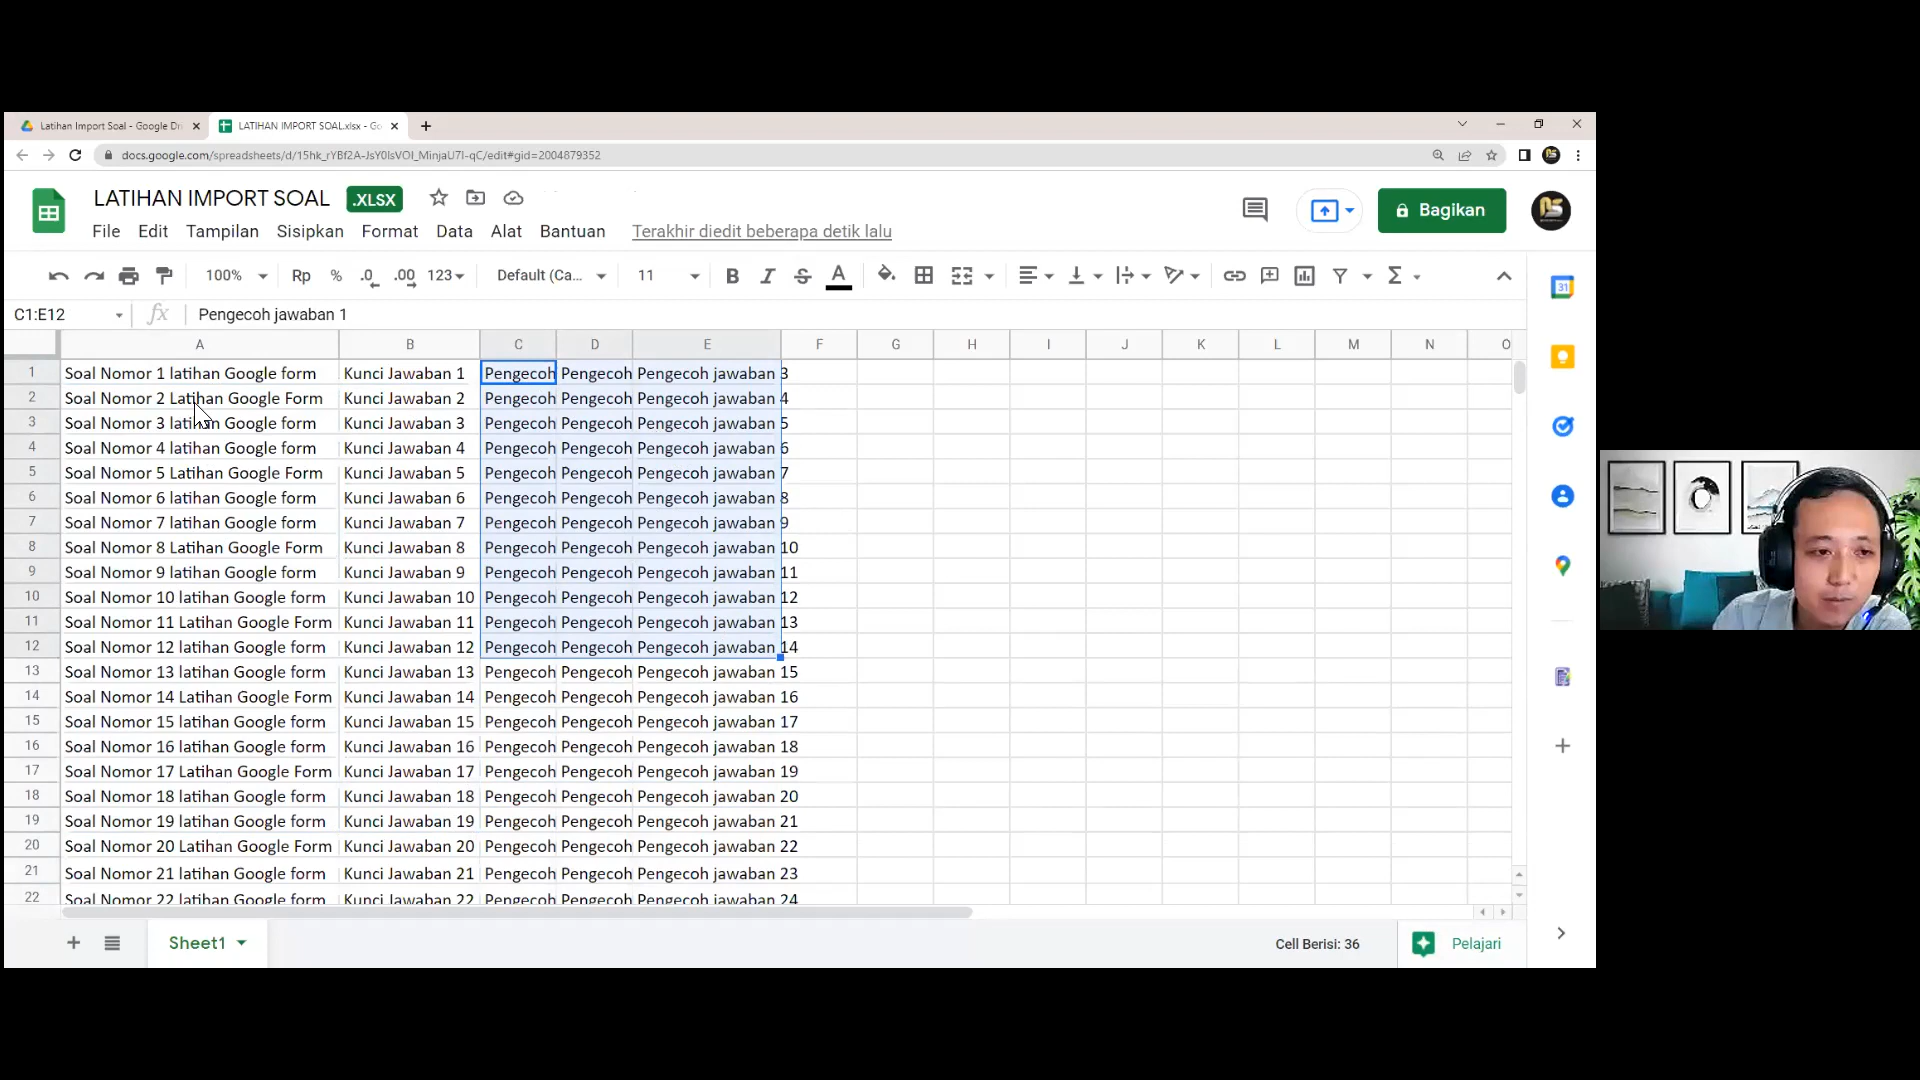 Latihan Import Soal - Google Dri
LATIHAN IMPORT SOAL.xlsx - Go
docs.google.com/spreadsheets/d/15hk_rYBf2A-JsY0lsVOI_MinjaU7I-qC/edit#gid=2004879352
LATIHAN IMPORT SOAL .XLSX
Bagikan
File Edit Tampilan Sisipkan Format Data Alat Bantuan Terakhir diedit beberapa detik lalu
100% Rp % .0 .00 123 Default (Ca... 11 B I S A Σ
31
C1:E12 fx Pengecoh jawaban 1
A B C D E F G H I J K L M N O
1 Soal Nomor 1 latihan Google form Kunci Jawaban 1 Pengecoh Pengecoh Pengecoh jawaban 3
2 Soal Nomor 2 Latihan Google Form Kunci Jawaban 2 Pengecoh Pengecoh Pengecoh jawaban 4
3 Soal Nomor 3 latihan Google form Kunci Jawaban 3 Pengecoh Pengecoh Pengecoh jawaban 5
4 Soal Nomor 4 latihan Google form Kunci Jawaban 4 Pengecoh Pengecoh Pengecoh jawaban 6
5 Soal Nomor 5 Latihan Google Form Kunci Jawaban 5 Pengecoh Pengecoh Pengecoh jawaban 7
6 Soal Nomor 6 latihan Google form Kunci Jawaban 6 Pengecoh Pengecoh Pengecoh jawaban 8
7 Soal Nomor 7 latihan Google form Kunci Jawaban 7 Pengecoh Pengecoh Pengecoh jawaban 9
8 Soal Nomor 8 Latihan Google Form Kunci Jawaban 8 Pengecoh Pengecoh Pengecoh jawaban 10
9 Soal Nomor 9 latihan Google form Kunci Jawaban 9 Pengecoh Pengecoh Pengecoh jawaban 11
10 Soal Nomor 10 latihan Google form Kunci Jawaban 10 Pengecoh Pengecoh Pengecoh jawaban 12
11 Soal Nomor 11 Latihan Google Form Kunci Jawaban 11 Pengecoh Pengecoh Pengecoh jawaban 13
12 Soal Nomor 12 latihan Google form Kunci Jawaban 12 Pengecoh Pengecoh Pengecoh jawaban 14
13 Soal Nomor 13 latihan Google form Kunci Jawaban 13 Pengecoh Pengecoh Pengecoh jawaban 15
14 Soal Nomor 14 Latihan Google Form Kunci Jawaban 14 Pengecoh Pengecoh Pengecoh jawaban 16
15 Soal Nomor 15 latihan Google form Kunci Jawaban 15 Pengecoh Pengecoh Pengecoh jawaban 17
16 Soal Nomor 16 latihan Google form Kunci Jawaban 16 Pengecoh Pengecoh Pengecoh jawaban 18
17 Soal Nomor 17 Latihan Google Form Kunci Jawaban 17 Pengecoh Pengecoh Pengecoh jawaban 19
18 Soal Nomor 18 latihan Google form Kunci Jawaban 18 Pengecoh Pengecoh Pengecoh jawaban 20
19 Soal Nomor 19 latihan Google form Kunci Jawaban 19 Pengecoh Pengecoh Pengecoh jawaban 21
20 Soal Nomor 20 Latihan Google Form Kunci Jawaban 20 Pengecoh Pengecoh Pengecoh jawaban 22
21 Soal Nomor 21 latihan Google form Kunci Jawaban 21 Pengecoh Pengecoh Pengecoh jawaban 23
22 Soal Nomor 22 latihan Google form Kunci Jawaban 22 Pengecoh Pengecoh Pengecoh jawaban 24
Sheet1 Cell Berisi: 36 Pelajari